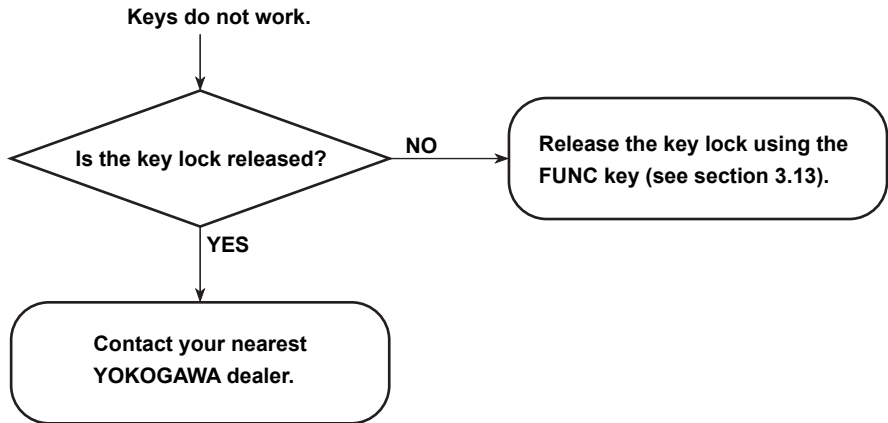 Keys do not work.
Is the key lock released?
NO
Release the key lock using the
FUNC key (see section 3.13).
YES
Contact your nearest
YOKOGAWA dealer.